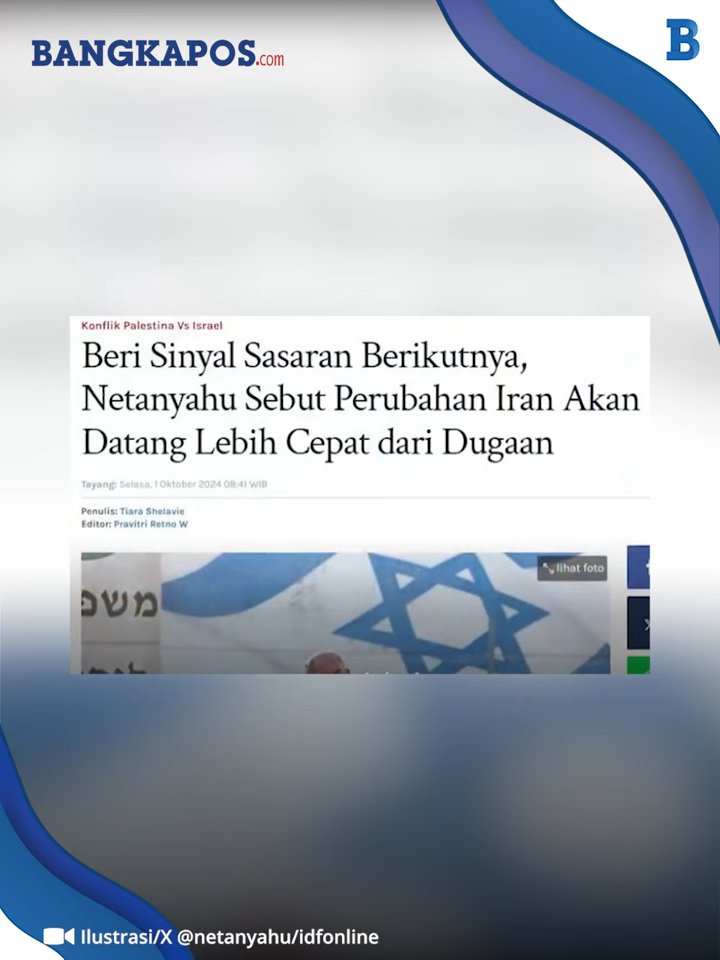 BANGKAPOS.com
B
Konflik Palestina Vs Israel
Beri Sinyal Sasaran Berikutnya,
Netanyahu Sebut Perubahan Iran Akan
Datang Lebih Cepat dari Dugaan
Tayang: Selasa, 1 Oktober 2024 08:41 WIB
Penulis: Tiara Shelavie
Editor: Pravitri Retno W
lihat foto
משפ
Ilustrasi/X @netanyahu/idfonline